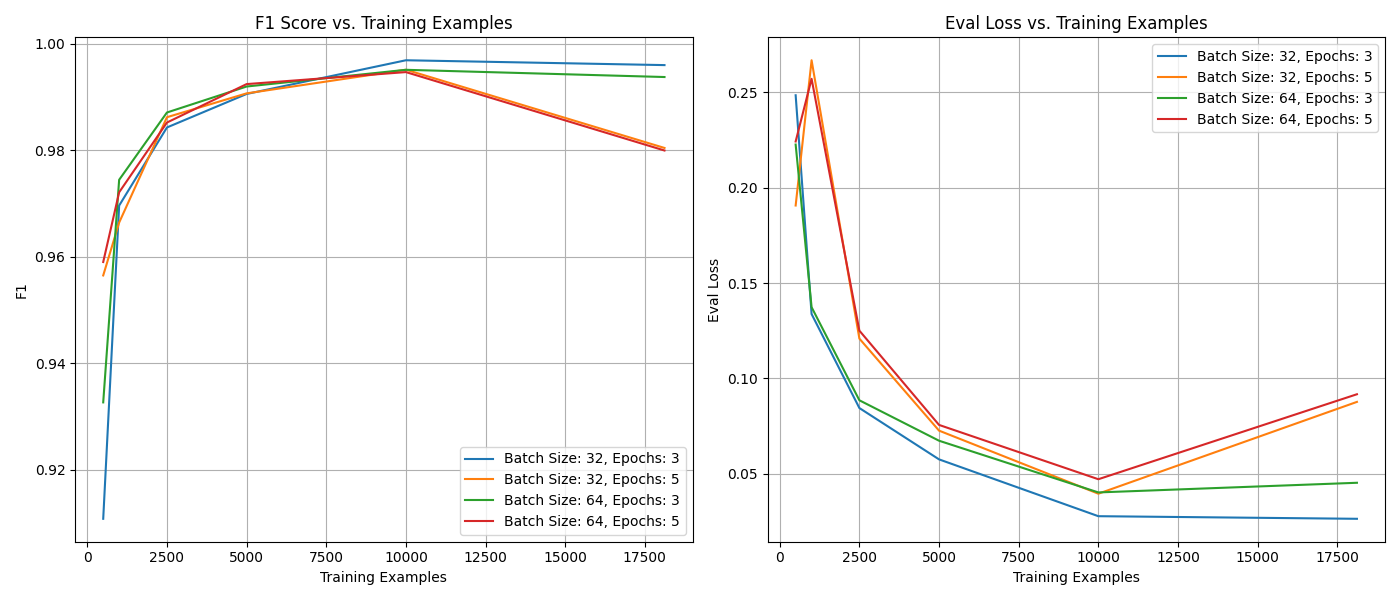 F1 Score vs. Training Examples
F1
1.00
0.98
0.96
0.94
0.92
0 2500 5000 7500 10000 12500 15000 17500
Training Examples
Batch Size: 32, Epochs: 3
Batch Size: 32, Epochs: 5
Batch Size: 64, Epochs: 3
Batch Size: 64, Epochs: 5
Eval Loss vs. Training Examples
Eval Loss
0.25
0.20
0.15
0.10
0.05
0 2500 5000 7500 10000 12500 15000 17500
Training Examples
Batch Size: 32, Epochs: 3
Batch Size: 32, Epochs: 5
Batch Size: 64, Epochs: 3
Batch Size: 64, Epochs: 5